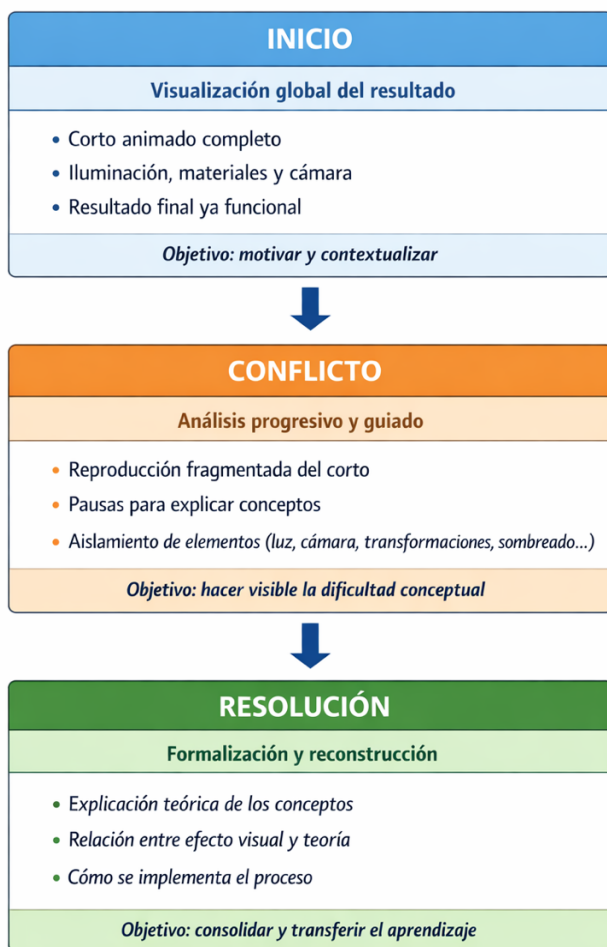 INICIO
Visualización global del resultado
• Corto animado completo
• Iluminación, materiales y cámara
• Resultado final ya funcional
Objetivo: motivar y contextualizar
CONFLICTO
Análisis progresivo y guiado
• Reproducción fragmentada del corto
• Pausas para explicar conceptos
• Aislamiento de elementos (luz, cámara, transformaciones, sombreado...)
Objetivo: hacer visible la dificultad conceptual
RESOLUCIÓN
Formalización y reconstrucción
• Explicación teórica de los conceptos
• Relación entre efecto visual y teoría
• Cómo se implementa el proceso
Objetivo: consolidar y transferir el aprendizaje